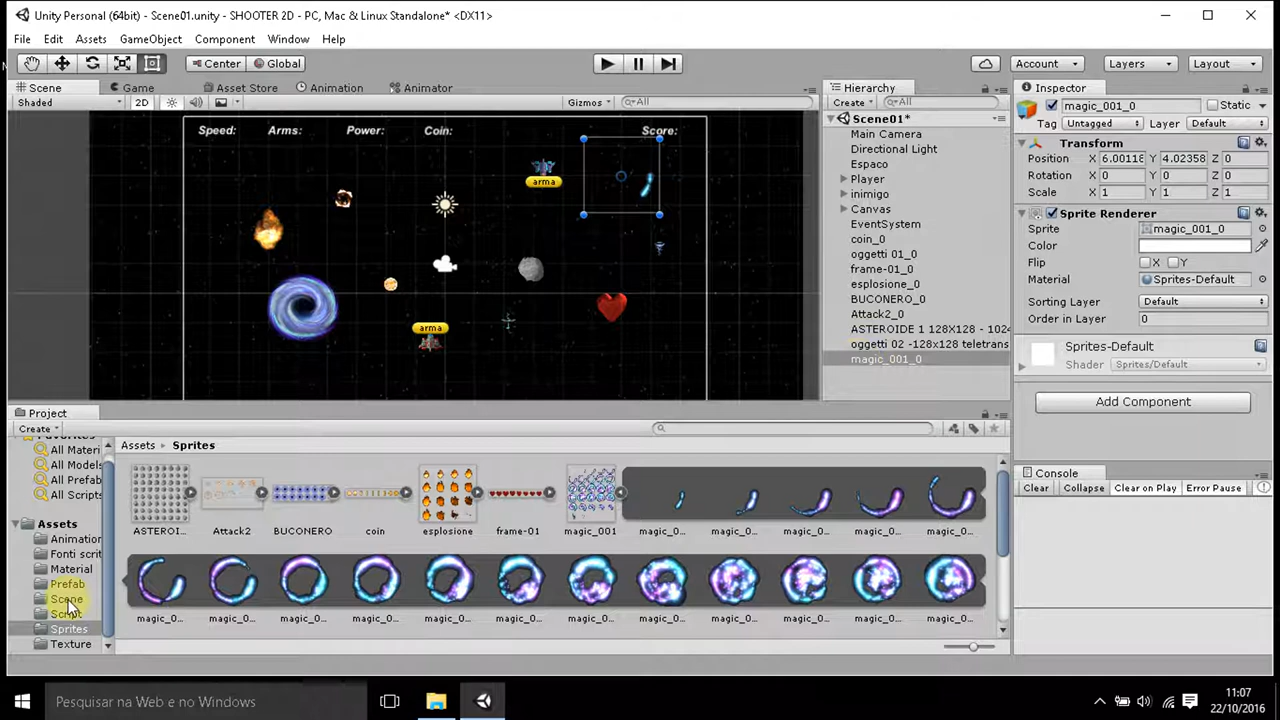 Unity Personal (64bit) - Scene01.unity - SHOOTER 2D - PC, Mac & Linux Standalone* <DX11>
File Edit Assets GameObject Component Window Help
Center Global Account Layers Layout
Scene Game Asset Store Animation Animator
Shaded 2D Gizmos All
Speed: Arms: Power: Coin: Score:
arma
arma
Hierarchy
Create All
Scene01*
Main Camera
Directional Light
Espaco
Player
inimigo
Canvas
EventSystem
coin_0
oggetti 01_0
frame-01_0
esplosione_0
BUCONERO_0
Attack2_0
ASTEROIDE 1 128X128 - 1024
oggetti 02 -128x128 teletrans
magic_001_0
Inspector
magic_001_0 Static
Tag Untagged Layer Default
Transform
Position X 6.00118 Y 4.02358 Z 0
Rotation X 0 Y 0 Z 0
Scale X 1 Y 1 Z 1
Sprite Renderer
Sprite magic_001_0
Color
Flip X Y
Material Sprites-Default
Sorting Layer Default
Order in Layer 0
Sprites-Default
Shader Sprites/Default
Add Component
Console
Clear Collapse Clear on Play Error Pause
Project
Create
Favorites
All Materi
All Models
All Prefab
All Scripts
Assets
Animation
Fonti scrit
Material
Prefab
Scene
Script
Sprites
Texture
Assets Sprites
ASTEROI... Attack2 BUCONERO coin esplosione frame-01 magic_001 magic_0... magic_0... magic_0... magic_0... magic_0...
magic_0... magic_0... magic_0... magic_0... magic_0... magic_0... magic_0... magic_0... magic_0... magic_0... magic_0... magic_0...
Pesquisar na Web e no Windows
11:07
22/10/2016